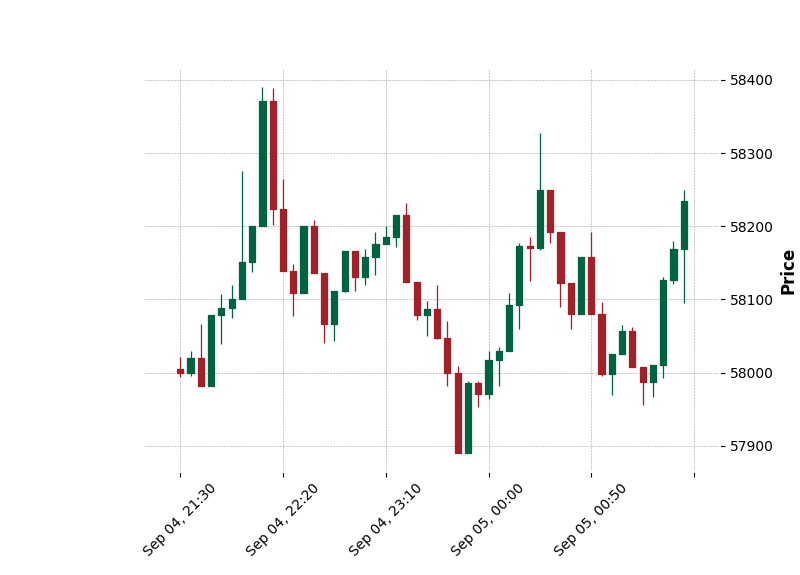 58400
58300
58200
58100
58000
57900
Price
Sep 04, 21:30
Sep 04, 22:20
Sep 04, 23:10
Sep 05, 00:00
Sep 05, 00:50